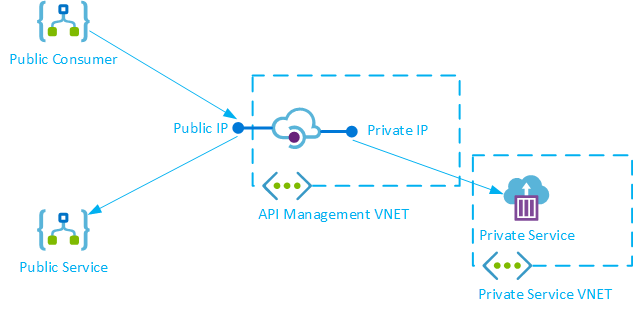 Public Consumer
Public IP
Private IP
API Management VNET
Private Service
Public Service
Private Service VNET